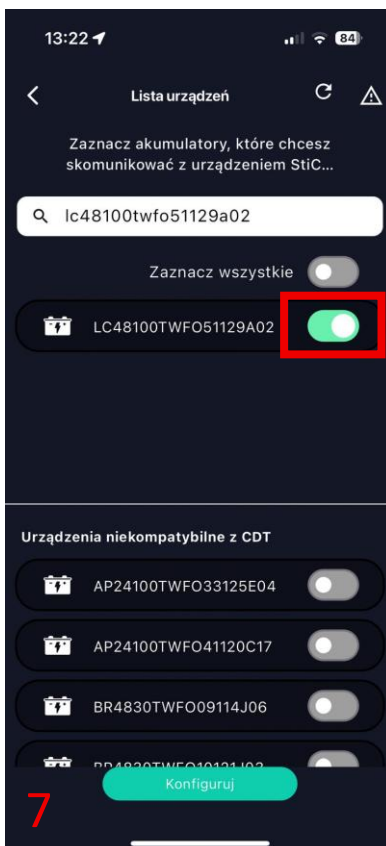 13:22
84
Lista urządzeń
Zaznacz akumulatory, które chcesz
skomunikować z urządzeniem StiC...
lc48100twfo51129a02
Zaznacz wszystkie
LC48100TWFO51129A02
Urządzenia niekompatybilne z CDT
AP24100TWFO33125E04
AP24100TWFO41120C17
BR4830TWFO09114J06
Konfiguruj
7